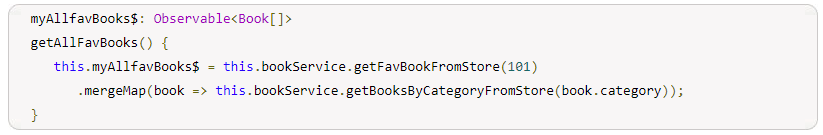 myAllfavBooks$: Observable<Book[]>
getAllFavBooks() {
this.myAllfavBooks$ = this.bookService.getFavBookFromStore(101)
.mergeMap(book => this.bookService.getBooksByCategoryFromStore(book.category));
}